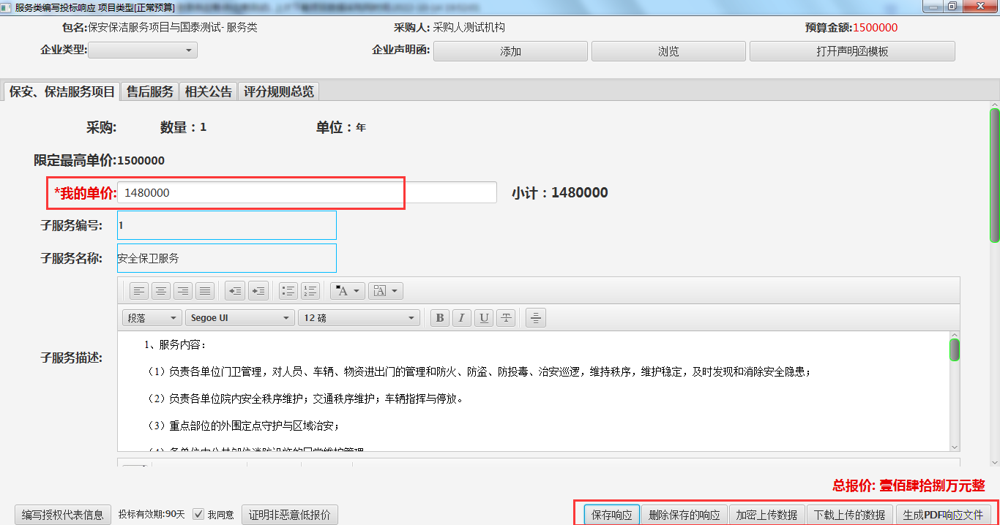 服务类编写投标响应 项目类型[正常预算]
包名:保安保洁服务项目与国泰测试- 服务类 采购人: 采购人测试机构 预算金额:1500000
企业类型: 企业声明函: 添加 浏览 打开声明函模板
保安、保洁服务项目 售后服务 相关公告 评分规则总览
采购: 数量：1 单位：年
限定最高单价:1500000
*我的单价: 1480000 小计：1480000
子服务编号: 1
子服务名称: 安全保卫服务
段落 Segoe UI 12 磅 B I U
子服务描述:
1、服务内容：
（1）负责各单位门卫管理，对人员、车辆、物资进出门的管理和防火、防盗、防投毒、治安巡逻，维持秩序，维护稳定，及时发现和消除安全隐患；
（2）负责各单位院内安全秩序维护；交通秩序维护；车辆指挥与停放。
（3）重点部位的外围定点守护与区域治安；
总报价: 壹佰肆拾捌万元整
编写授权代表信息 投标有效期:90天 我同意 证明非恶意低报价 保存响应 删除保存的响应 加密上传数据 下载上传的数据 生成PDF响应文件